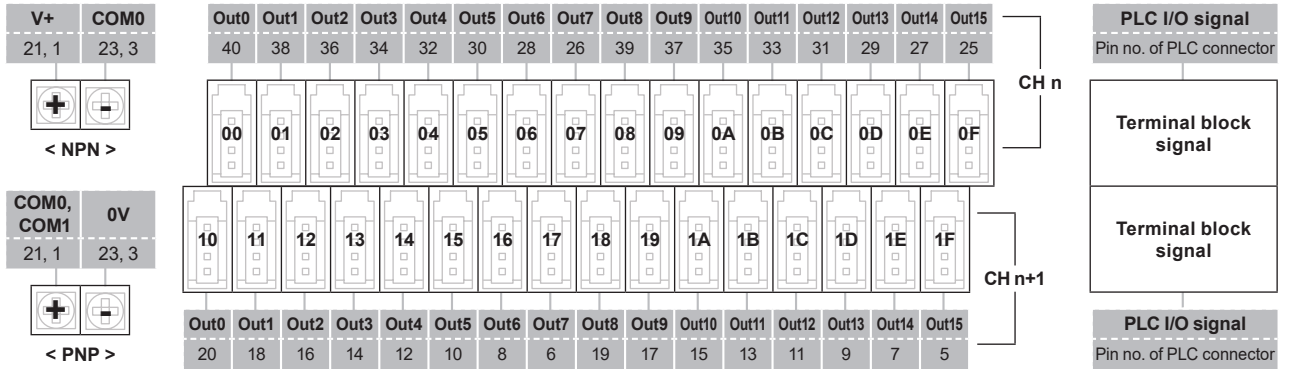 V+ COM0
21, 1 23, 3
+ -
< NPN >
COM0, COM1 0V
21, 1 23, 3
+ -
< PNP >
Out0 Out1 Out2 Out3 Out4 Out5 Out6 Out7 Out8 Out9 Out10 Out11 Out12 Out13 Out14 Out15
40 38 36 34 32 30 28 26 39 37 35 33 31 29 27 25
CH n
00 01 02 03 04 05 06 07 08 09 0A 0B 0C 0D 0E 0F
10 11 12 13 14 15 16 17 18 19 1A 1B 1C 1D 1E 1F
CH n+1
Out0 Out1 Out2 Out3 Out4 Out5 Out6 Out7 Out8 Out9 Out10 Out11 Out12 Out13 Out14 Out15
20 18 16 14 12 10 8 6 19 17 15 13 11 9 7 5
PLC I/O signal
Pin no. of PLC connector
Terminal block
signal
Terminal block
signal
PLC I/O signal
Pin no. of PLC connector